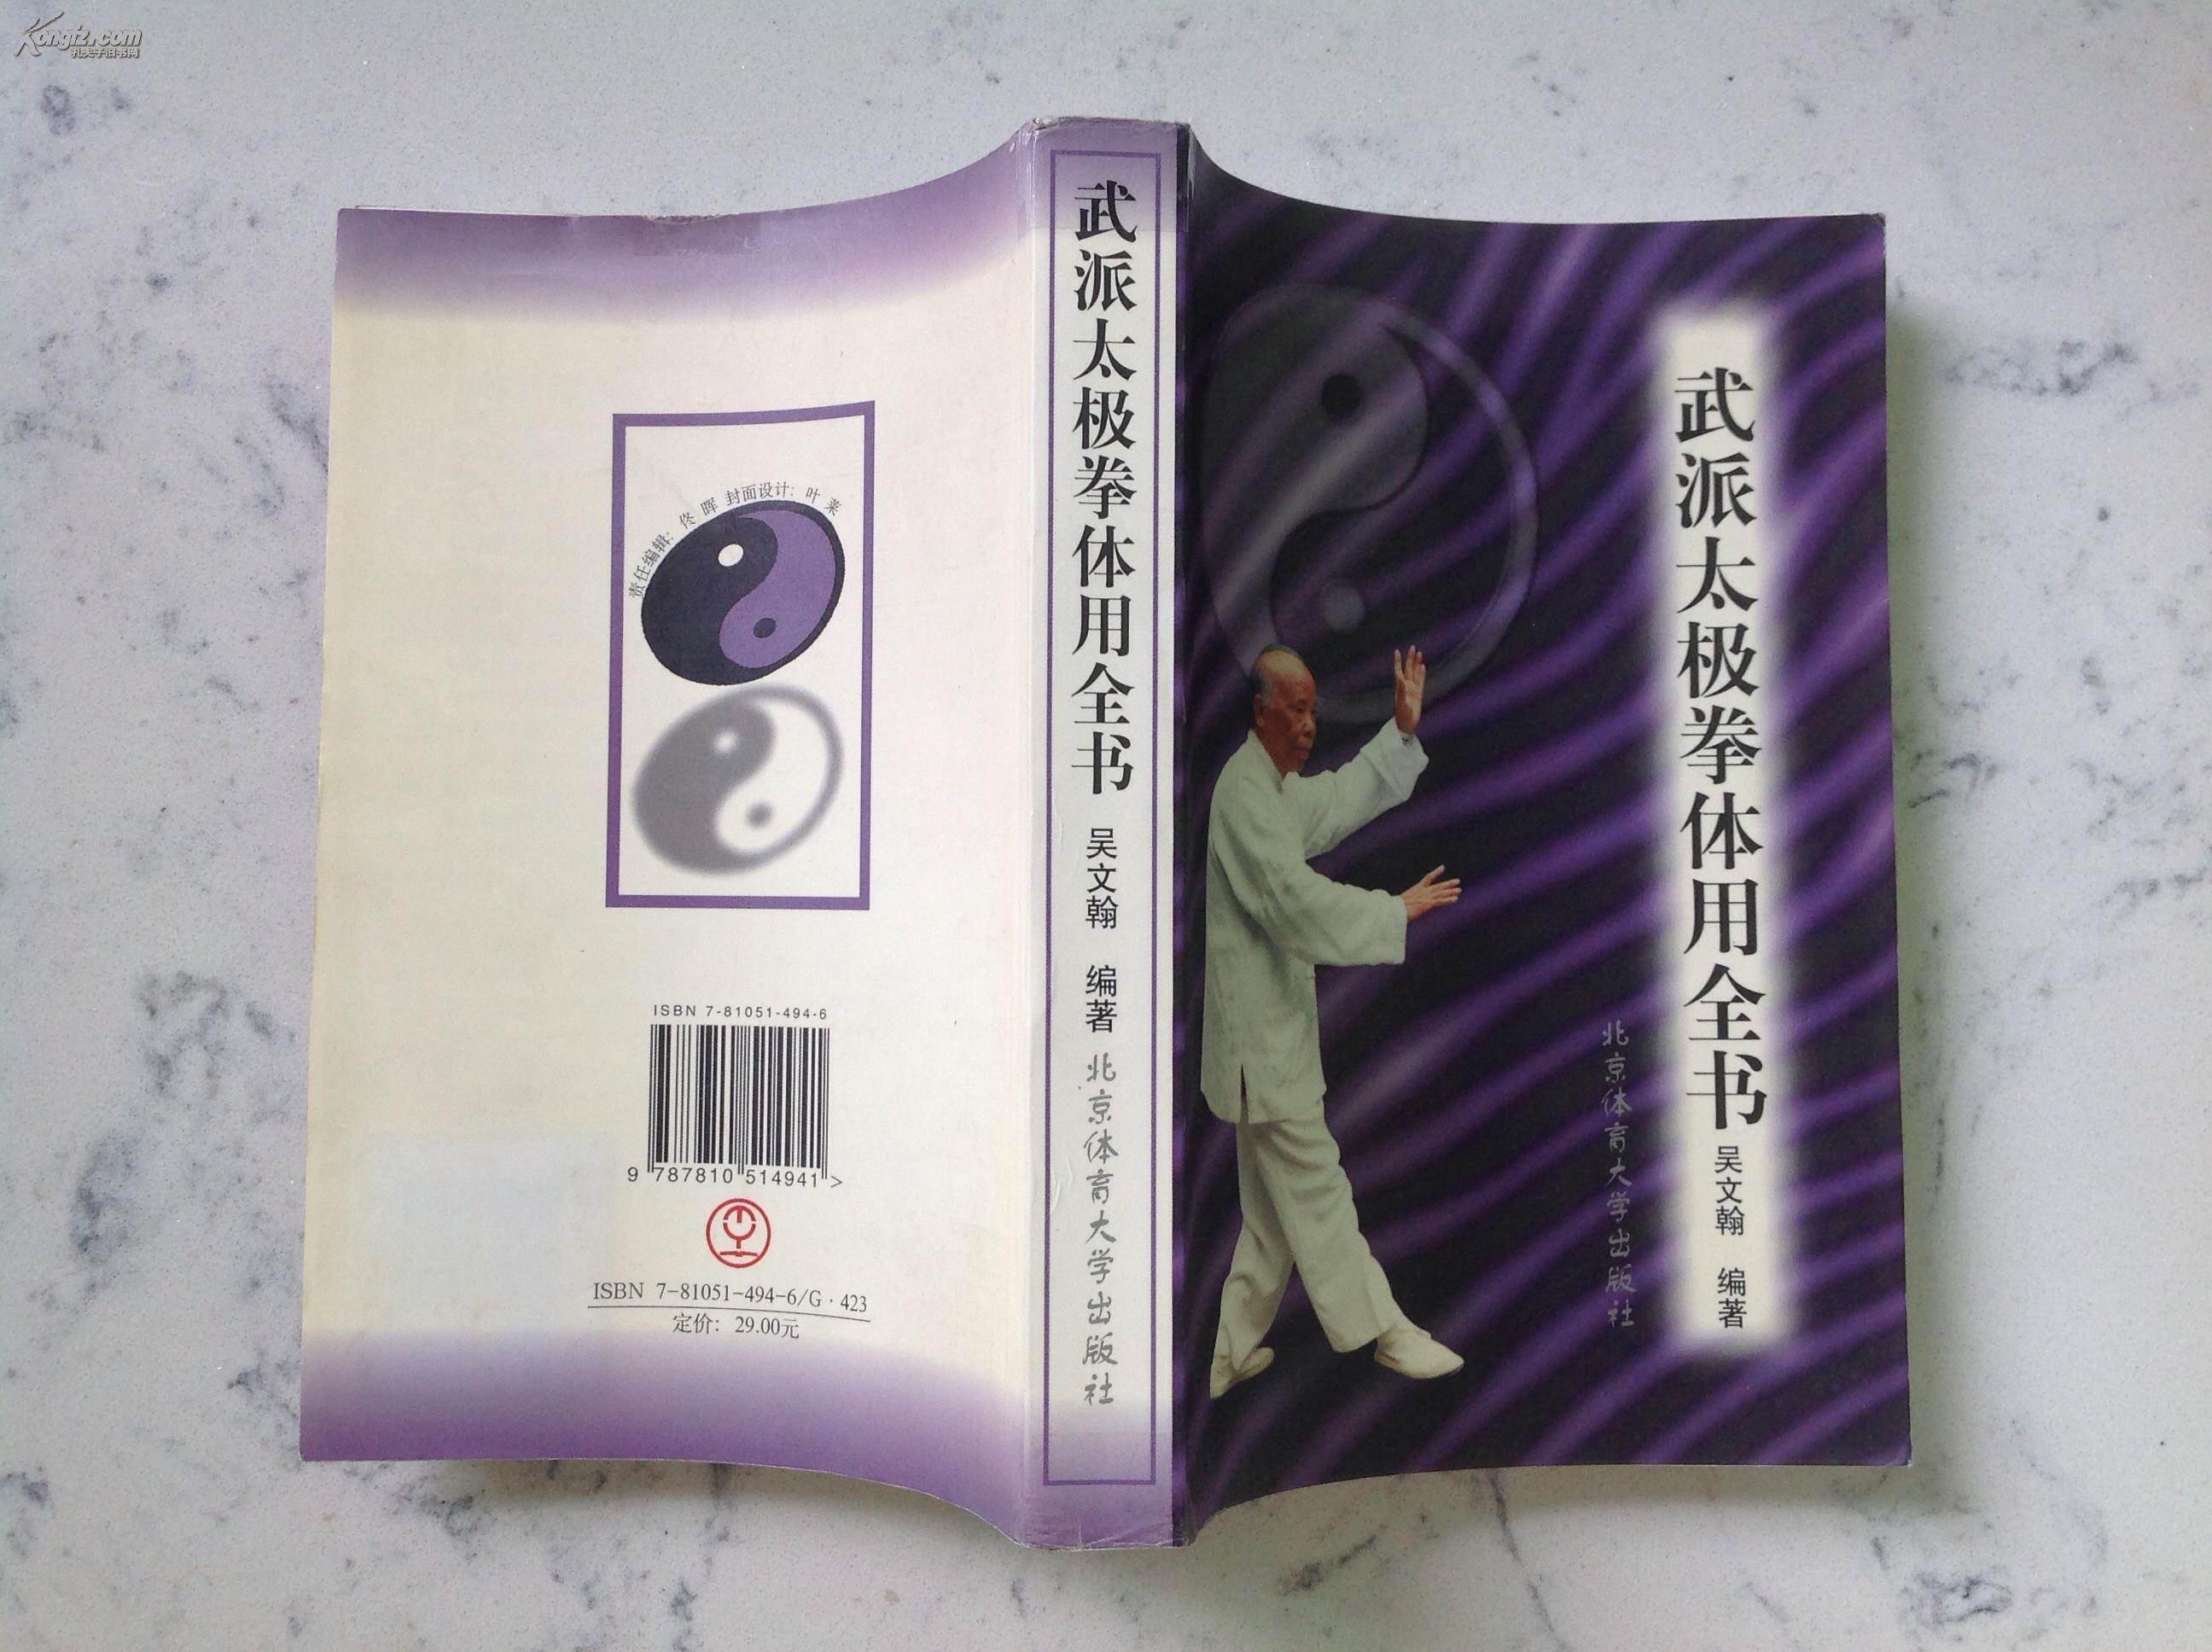 Kongfz.com
孔夫子旧书网
责任编辑：佟 晖 封面设计：叶 莱
ISBN 7-81051-494-6
9 787810 514941 >
ISBN 7-81051-494-6/G·423
定价：29.00元
武派太极拳体用全书
吴文翰 编著
北京体育大学出版社
武派太极拳体用全书
吴文翰 编著
北京体育大学出版社